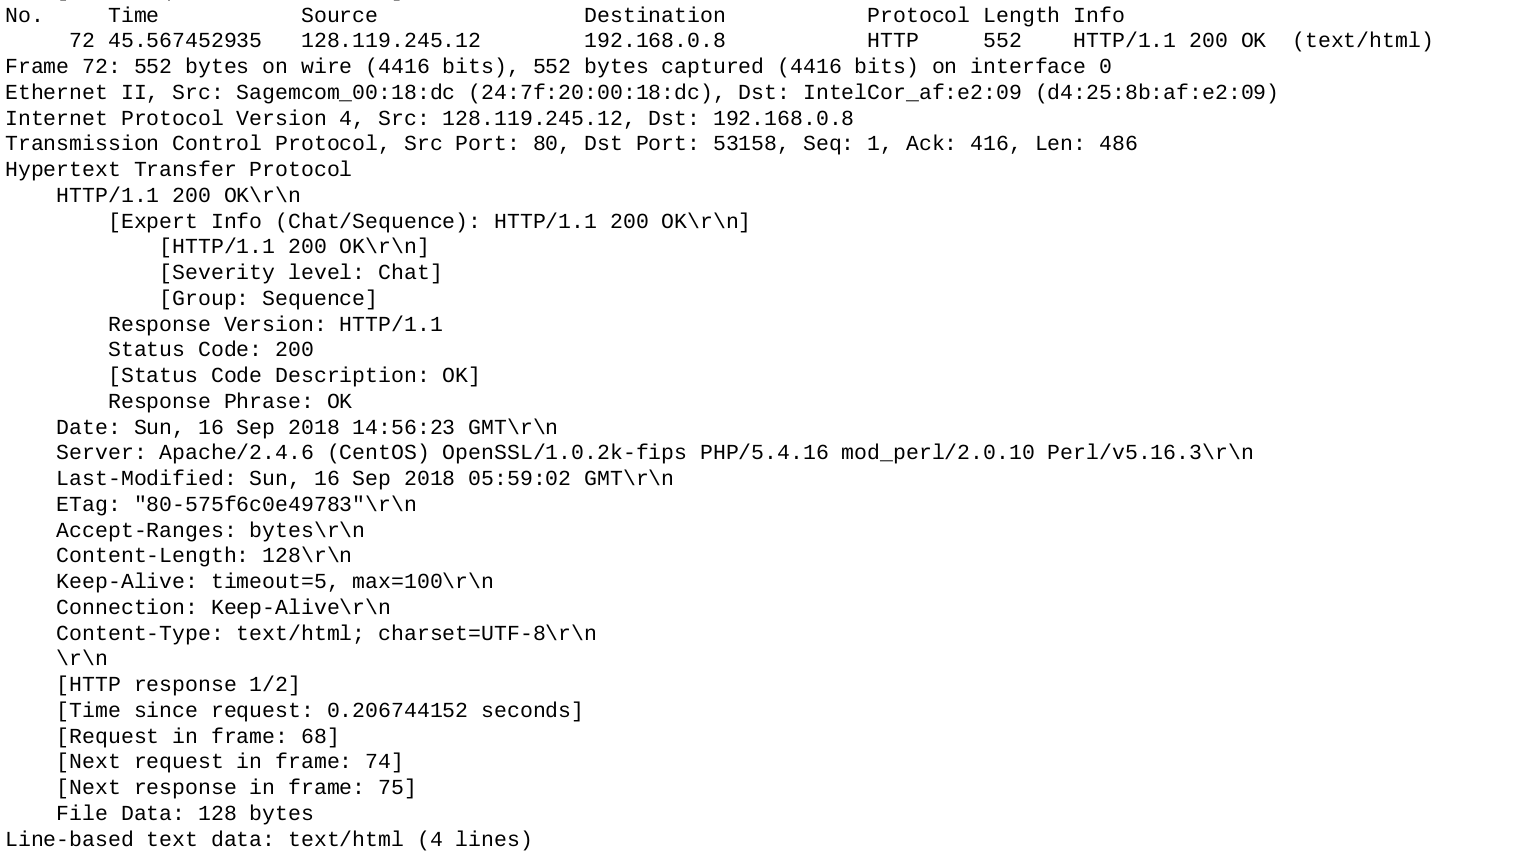 No.     Time           Source                Destination           Protocol Length Info
     72 45.567452935   128.119.245.12        192.168.0.8           HTTP     552    HTTP/1.1 200 OK  (text/html)
Frame 72: 552 bytes on wire (4416 bits), 552 bytes captured (4416 bits) on interface 0
Ethernet II, Src: Sagemcom_00:18:dc (24:7f:20:00:18:dc), Dst: IntelCor_af:e2:09 (d4:25:8b:af:e2:09)
Internet Protocol Version 4, Src: 128.119.245.12, Dst: 192.168.0.8
Transmission Control Protocol, Src Port: 80, Dst Port: 53158, Seq: 1, Ack: 416, Len: 486
Hypertext Transfer Protocol
    HTTP/1.1 200 OK\r\n
        [Expert Info (Chat/Sequence): HTTP/1.1 200 OK\r\n]
            [HTTP/1.1 200 OK\r\n]
            [Severity level: Chat]
            [Group: Sequence]
        Response Version: HTTP/1.1
        Status Code: 200
        [Status Code Description: OK]
        Response Phrase: OK
    Date: Sun, 16 Sep 2018 14:56:23 GMT\r\n
    Server: Apache/2.4.6 (CentOS) OpenSSL/1.0.2k-fips PHP/5.4.16 mod_perl/2.0.10 Perl/v5.16.3\r\n
    Last-Modified: Sun, 16 Sep 2018 05:59:02 GMT\r\n
    ETag: "80-575f6c0e49783"\r\n
    Accept-Ranges: bytes\r\n
    Content-Length: 128\r\n
    Keep-Alive: timeout=5, max=100\r\n
    Connection: Keep-Alive\r\n
    Content-Type: text/html; charset=UTF-8\r\n
    \r\n
    [HTTP response 1/2]
    [Time since request: 0.206744152 seconds]
    [Request in frame: 68]
    [Next request in frame: 74]
    [Next response in frame: 75]
    File Data: 128 bytes
Line-based text data: text/html (4 lines)